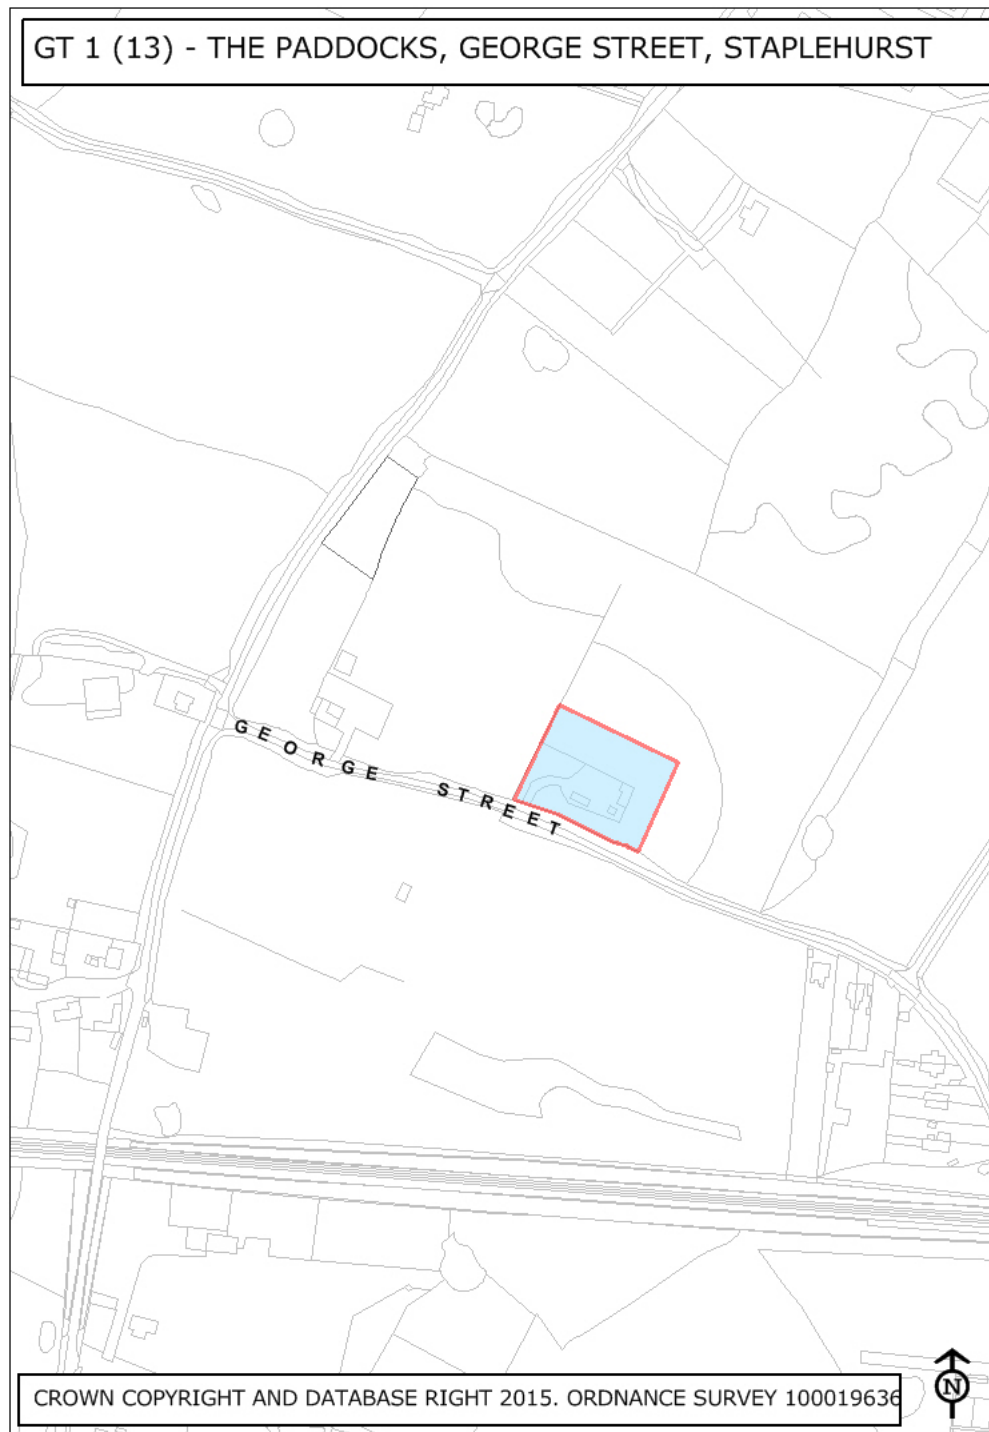 GT 1 (13) - THE PADDOCKS, GEORGE STREET, STAPLEHURST
GEORGE STREET
CROWN COPYRIGHT AND DATABASE RIGHT 2015. ORDNANCE SURVEY 100019636
N